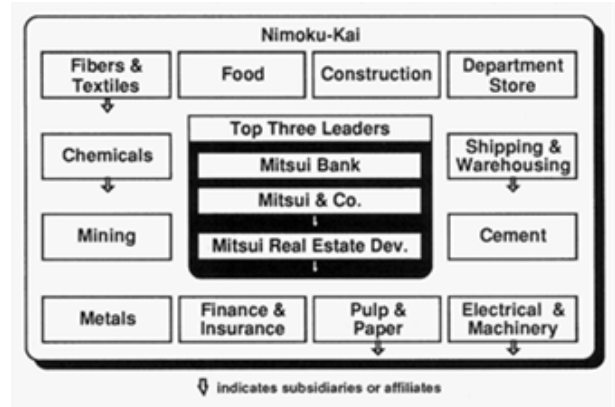 Nimoku-Kai
Fibers &
Textiles
Food
Construction
Department
Store
Top Three Leaders
Chemicals
Mitsui Bank
Shipping &
Warehousing
Mitsui & Co.
Mining
Mitsui Real Estate Dev.
Cement
Metals
Finance &
Insurance
Pulp &
Paper
Electrical &
Machinery
indicates subsidiaries or affiliates